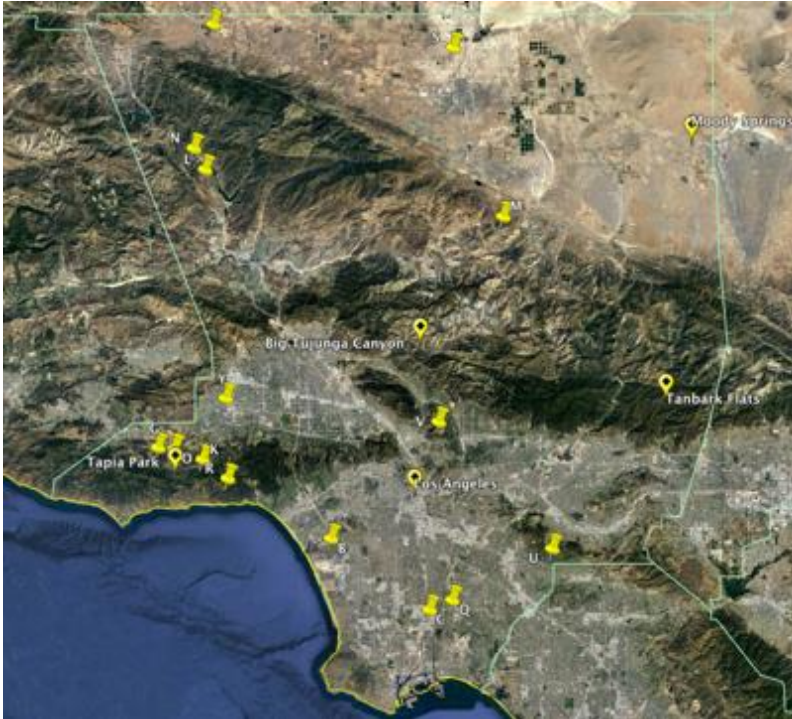 S
Moody Springs
N
L
M
Big Tujunga Canyon
Tanbark Flats
V
K
Tapia Park
O
R
Los Angeles
B
U
Q